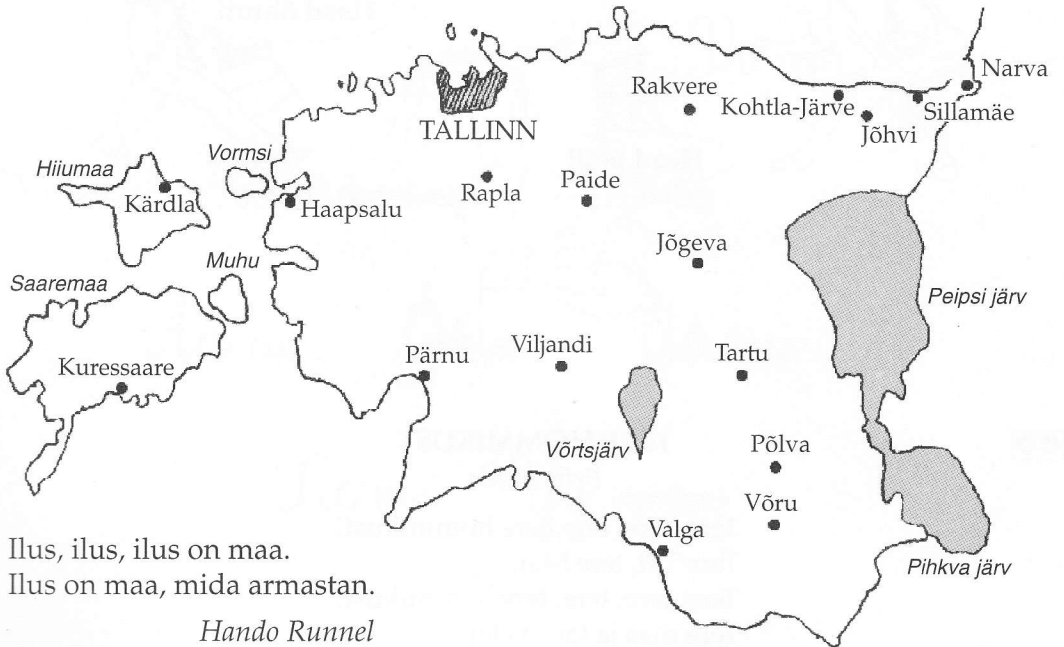 Narva
Rakvere
Kohtla-Järve
Sillamäe
Jõhvi
TALLINN
Hiiumaa
Vormsi
Kärdla
Haapsalu
Rapla
Paide
Jõgeva
Muhu
Saaremaa
Peipsi järv
Kuressaare
Pärnu
Viljandi
Tartu
Võrtsjärv
Põlva
Võru
Valga
Pihkva järv
Ilus, ilus, ilus on maa.
Ilus on maa, mida armastan.
Hando Runnel